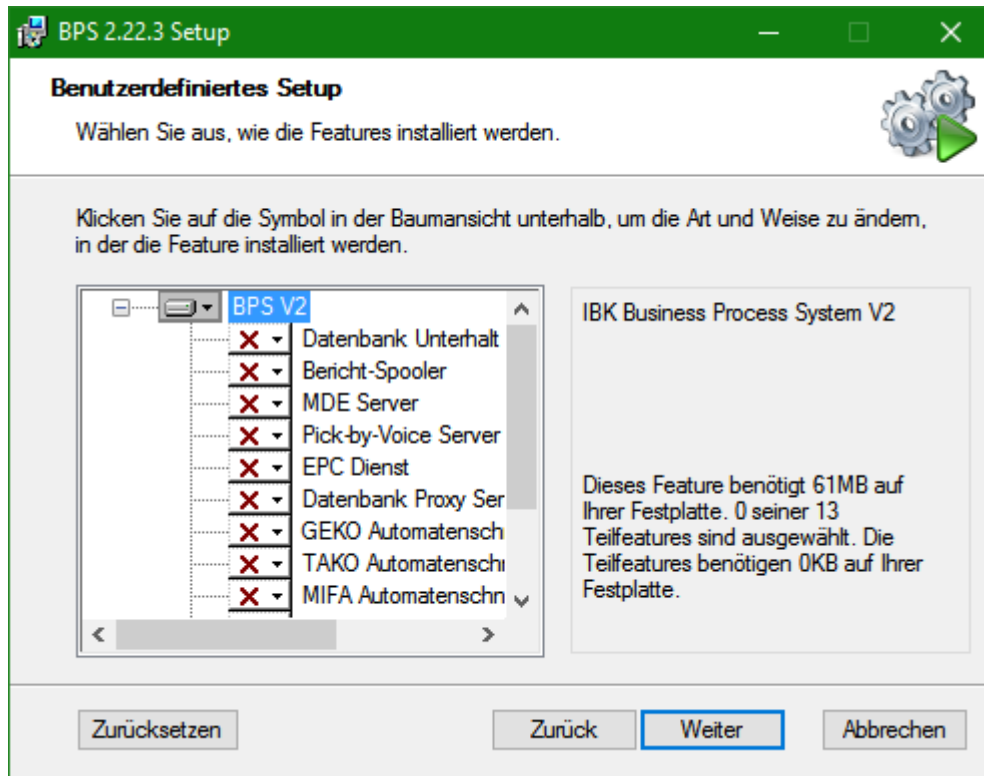 BPS 2.22.3 Setup
Benutzerdefiniertes Setup
Wählen Sie aus, wie die Features installiert werden.
Klicken Sie auf die Symbol in der Baumansicht unterhalb, um die Art und Weise zu ändern,
in der die Feature installiert werden.
BPS V2
Datenbank Unterhalt
Bericht-Spooler
MDE Server
Pick-by-Voice Server
EPC Dienst
Datenbank Proxy Ser
GEKO Automatensch
TAKO Automatensch
MIFA Automatenschn
IBK Business Process System V2
Dieses Feature benötigt 61MB auf
Ihrer Festplatte. 0 seiner 13
Teilfeatures sind ausgewählt. Die
Teilfeatures benötigen 0KB auf Ihrer
Festplatte.
Zurücksetzen
Zurück
Weiter
Abbrechen